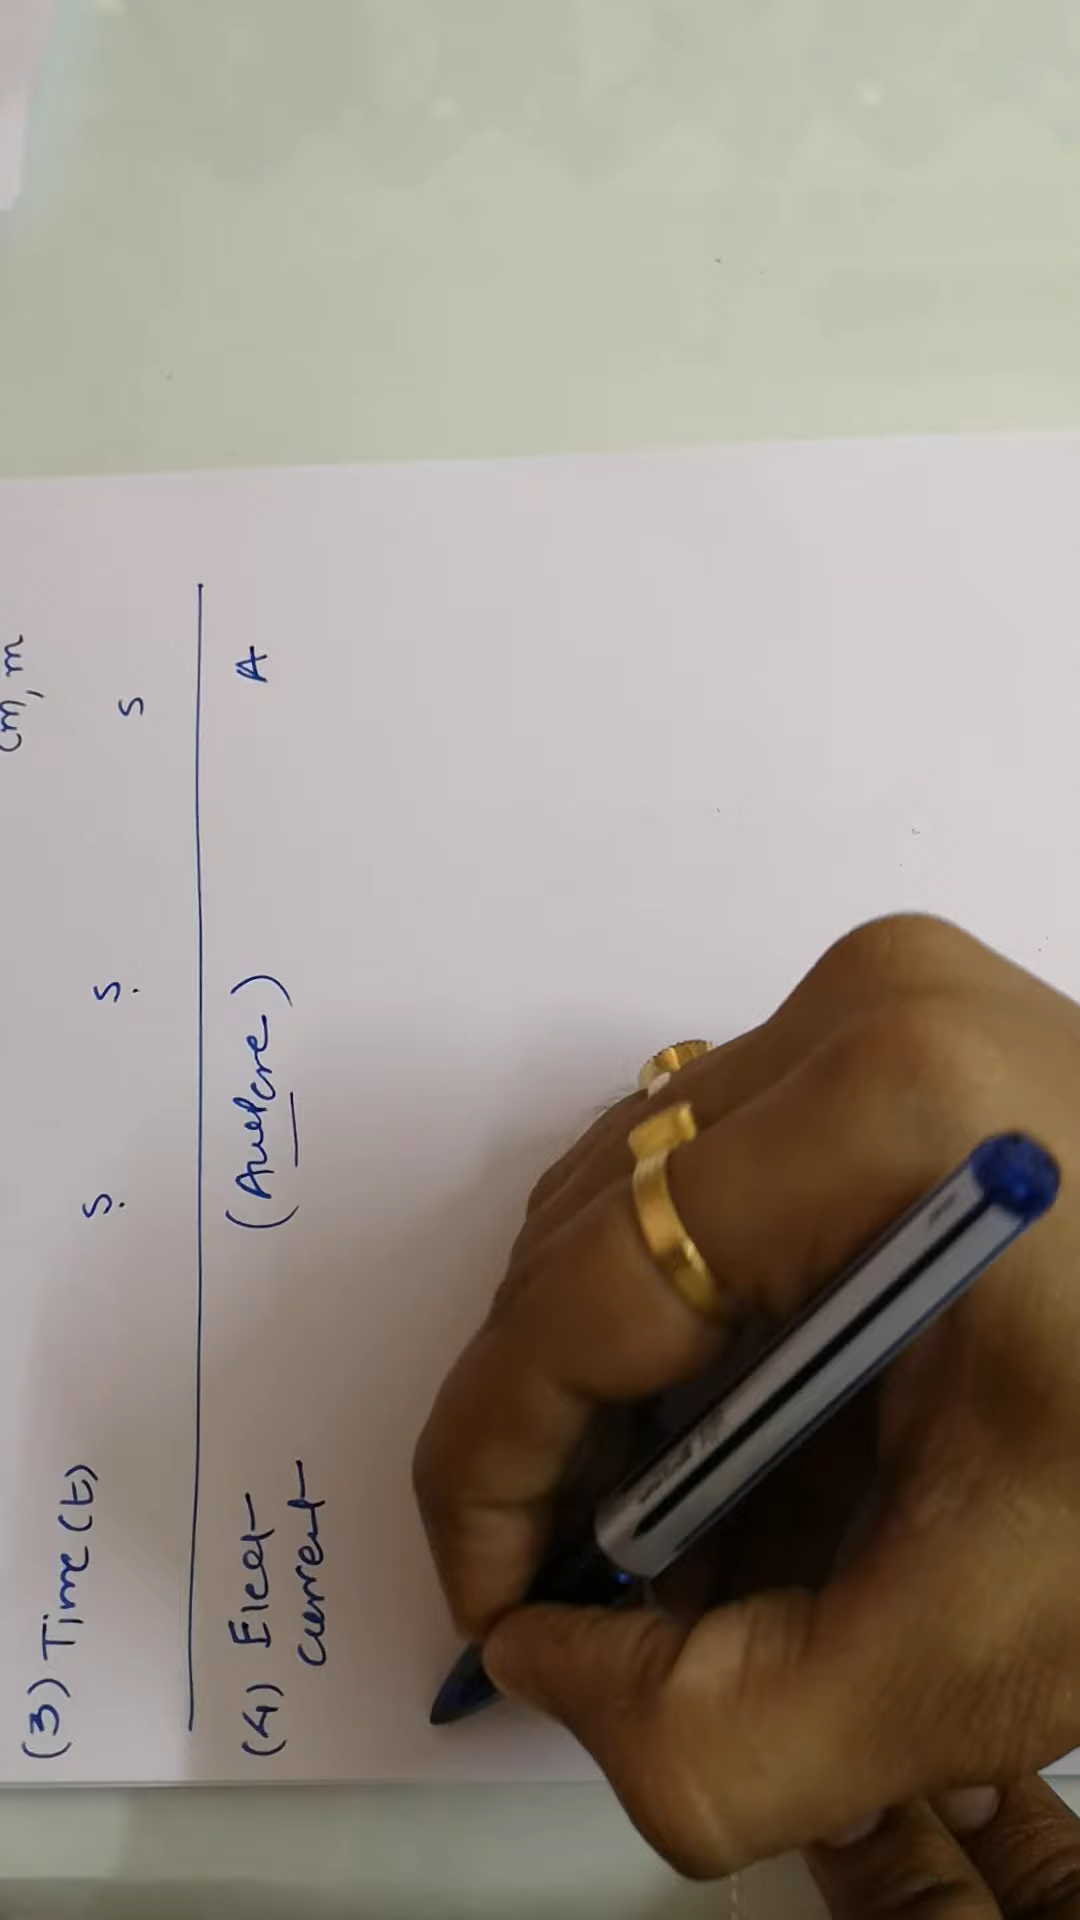 cm, m
(3) Time (t) S. S. S
(4) Elect- (Ampere) A
current